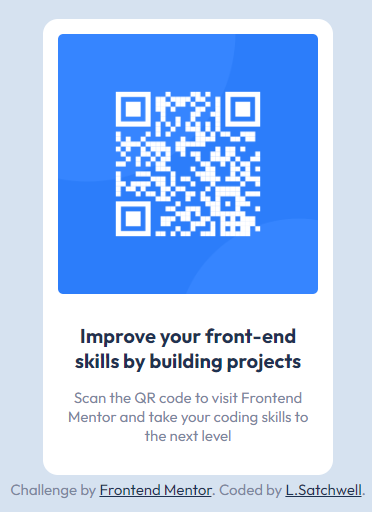 Improve your front-end
skills by building projects
Scan the QR code to visit Frontend
Mentor and take your coding skills to
the next level
Challenge by Frontend Mentor. Coded by L.Satchwell.